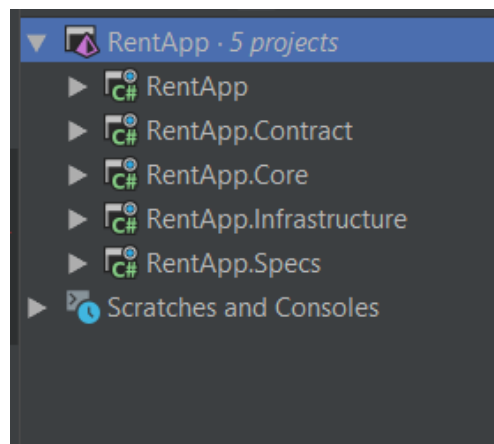 RentApp · 5 projects
C# RentApp
C# RentApp.Contract
C# RentApp.Core
C# RentApp.Infrastructure
C# RentApp.Specs
Scratches and Consoles